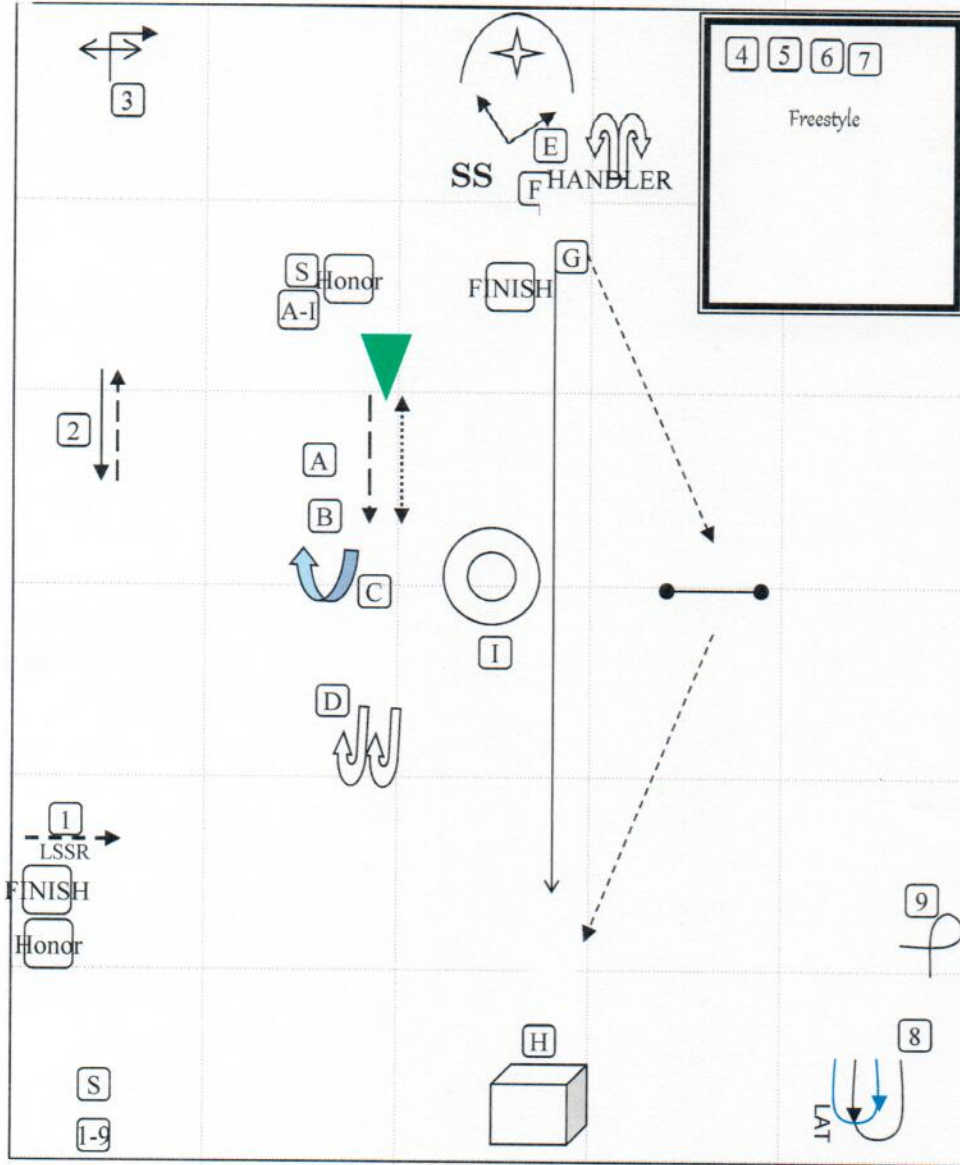 3
4 5 6 7
Freestyle
E
SS
F
HANDLER
S
Honor
A-I
FINISH
G
2
A
B
C
I
D
1
LSSR
FINISH
Honor
9
H
8
LAT
S
1-9